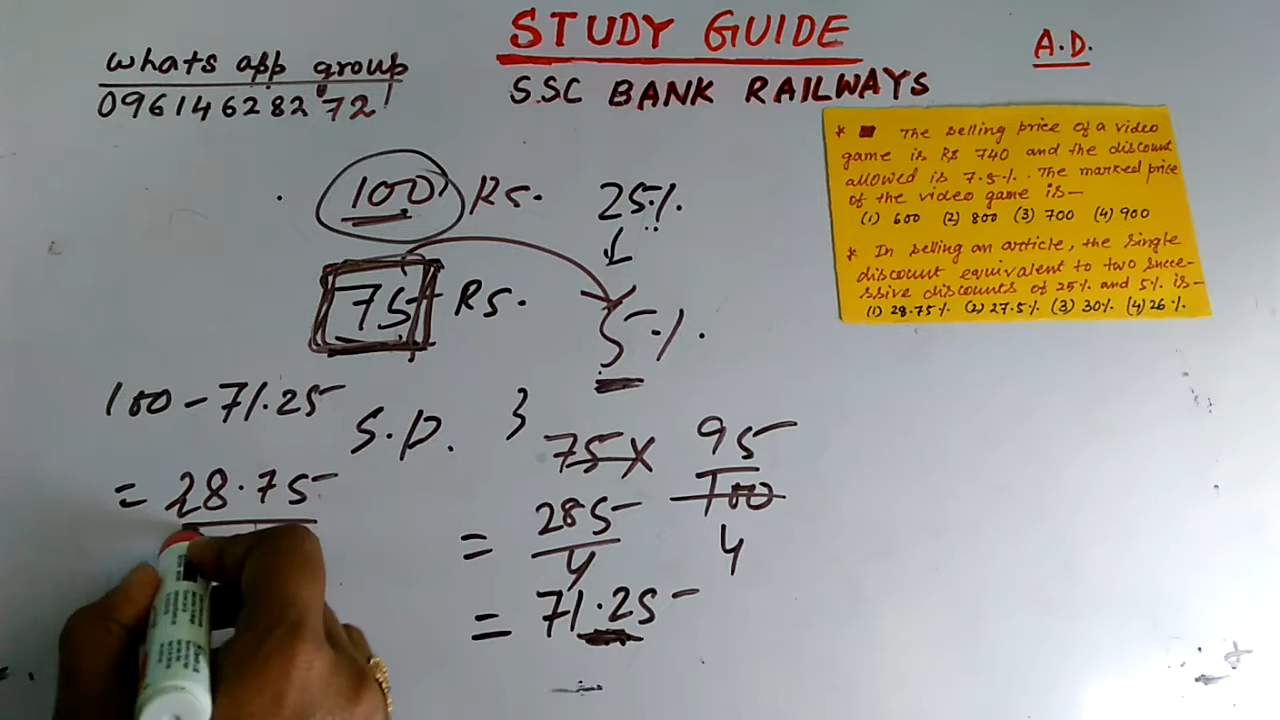 STUDY GUIDE
A.D.
whats app group
SSC BANK RAILWAYS
09614628272
* The selling price of a video
game is Rs 740 and the discount
allowed is 7.5%. The marked price
of the video game is-
(1) 600 (2) 800 (3) 700 (4) 900
* In selling an article, the single
discount equivalent to two succe-
ssive discounts of 25% and 5% is-
(1) 28.75% (2) 27.5% (3) 30% (4) 26%
100 Rs. 25%
75 Rs.
5%.
100-71.25
S.P.
3
75 × 95
100
= 28.75
= 285
4
4
= 71.25